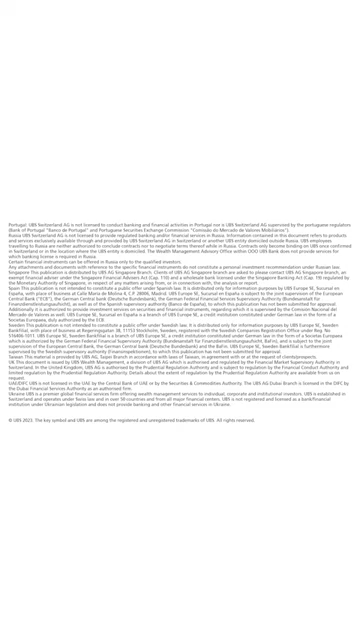 Portugal: UBS Switzerland AG is not licensed to conduct banking and financial activities in Portugal nor is UBS Switzerland AG supervised by the portuguese regulators
(Bank of Portugal "Banco de Portugal" and Portuguese Securities Exchange Commission "Comissão do Mercado de Valores Mobiliários").
Russia UBS Switzerland AG is not licensed to provide regulated banking and/or financial services in Russia. Information contained in this document refers to products
and services exclusively available through and provided by UBS Switzerland AG in Switzerland or another UBS entity domiciled outside Russia. UBS employees
travelling to Russia are neither authorized to conclude contracts nor to negotiate terms thereof while in Russia. Contracts only become binding on UBS once confirmed
in Switzerland or in the location where the UBS entity is domiciled. The Wealth Management Advisory Office within OOO UBS Bank does not provide services for
which banking license is required in Russia.
Certain financial instruments can be offered in Russia only to the qualified investors.
Any attachments and documents with reference to the specific financial instruments do not constitute a personal investment recommendation under Russian law.
Singapore This publication is distributed by UBS AG Singapore Branch. Clients of UBS AG Singapore branch are asked to please contact UBS AG Singapore branch, an
exempt financial adviser under the Singapore Financial Advisers Act (Cap. 110) and a wholesale bank licensed under the Singapore Banking Act (Cap. 19) regulated by
the Monetary Authority of Singapore, in respect of any matters arising from, or in connection with, the analysis or report.
Spain This publication is not intended to constitute a public offer under Spanish law. It is distributed only for information purposes by UBS Europe SE, Sucursal en
España, with place of business at Calle María de Molina 4, C.P. 28006, Madrid. UBS Europe SE, Sucursal en España is subject to the joint supervision of the European
Central Bank ("ECB"), the German Central bank (Deutsche Bundesbank), the German Federal Financial Services Supervisory Authority (Bundesanstalt für
Finanzdienstleistungsaufsicht), as well as of the Spanish supervisory authority (Banco de España), to which this publication has not been submitted for approval.
Additionally it is authorized to provide investment services on securities and financial instruments, regarding which it is supervised by the Comisión Nacional del
Mercado de Valores as well. UBS Europe SE, Sucursal en España is a branch of UBS Europe SE, a credit institution constituted under German law in the form of a
Societas Europaea, duly authorized by the ECB.
Sweden This publication is not intended to constitute a public offer under Swedish law. It is distributed only for information purposes by UBS Europe SE, Sweden
Bankfilial, with place of business at Regeringsgatan 38, 11153 Stockholm, Sweden, registered with the Swedish Companies Registration Office under Reg. No
516406-1011. UBS Europe SE, Sweden Bankfilial is a branch of UBS Europe SE, a credit institution constituted under German law in the form of a Societas Europaea
which is authorized by the German Federal Financial Supervisory Authority (Bundesanstalt für Finanzdienstleistungsaufsicht, BaFin), and is subject to the joint
supervision of the European Central Bank, the German Central bank (Deutsche Bundesbank) and the BaFin. UBS Europe SE, Sweden Bankfilial is furthermore
supervised by the Swedish supervisory authority (Finansinspektionen), to which this publication has not been submitted for approval.
Taiwan This material is provided by UBS AG, Taipei Branch in accordance with laws of Taiwan, in agreement with or at the request of clients/prospects.
UK This document is issued by UBS Wealth Management, a division of UBS AG which is authorised and regulated by the Financial Market Supervisory Authority in
Switzerland. In the United Kingdom, UBS AG is authorised by the Prudential Regulation Authority and is subject to regulation by the Financial Conduct Authority and
limited regulation by the Prudential Regulation Authority. Details about the extent of regulation by the Prudential Regulation Authority are available from us on
request.
UAE/DIFC UBS is not licensed in the UAE by the Central Bank of UAE or by the Securities & Commodities Authority. The UBS AG Dubai Branch is licensed in the DIFC by
the Dubai Financial Services Authority as an authorised firm.
Ukraine UBS is a premier global financial services firm offering wealth management services to individual, corporate and institutional investors. UBS is established in
Switzerland and operates under Swiss law and in over 50 countries and from all major financial centers. UBS is not registered and licensed as a bank/financial
institution under Ukrainian legislation and does not provide banking and other financial services in Ukraine.
© UBS 2023. The key symbol and UBS are among the registered and unregistered trademarks of UBS. All rights reserved.